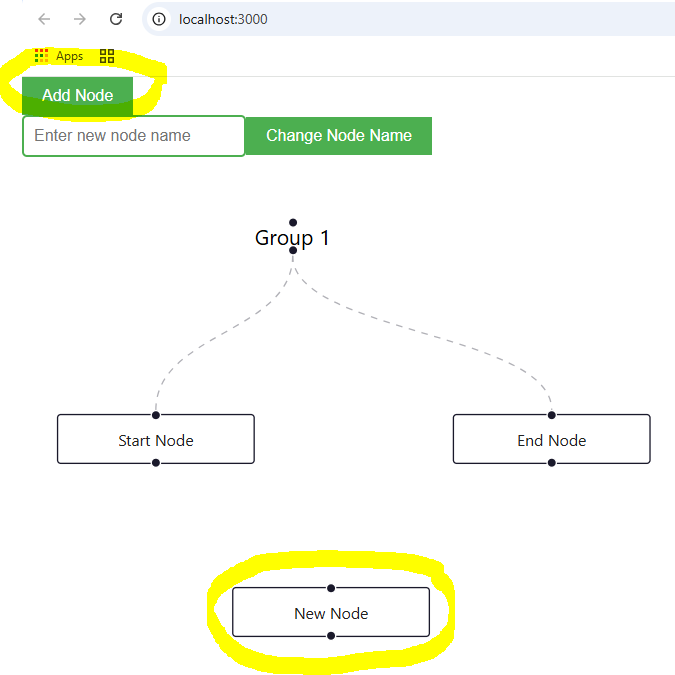 localhost:3000
Apps
Add Node
Enter new node name
Change Node Name
Group 1
Start Node
End Node
New Node